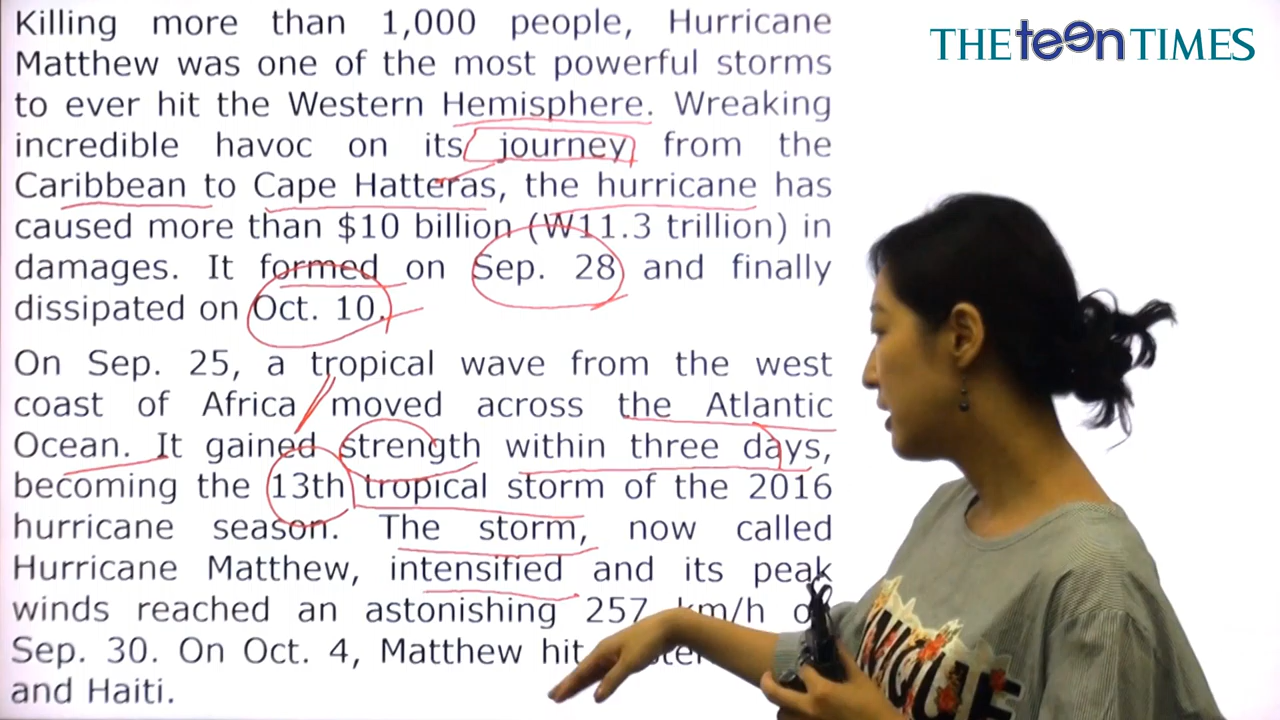 Killing more than 1,000 people, Hurricane
Matthew was one of the most powerful storms
to ever hit the Western Hemisphere. Wreaking
incredible havoc on its journey from the
Caribbean to Cape Hatteras, the hurricane has
caused more than $10 billion (W11.3 trillion) in
damages. It formed on Sep. 28 and finally
dissipated on Oct. 10.
On Sep. 25, a tropical wave from the west
coast of Africa moved across the Atlantic
Ocean. It gained strength within three days,
becoming the 13th tropical storm of the 2016
hurricane season. The storm, now called
Hurricane Matthew, intensified and its peak
winds reached an astonishing 257 km/h
Sep. 30. On Oct. 4, Matthew hit
and Haiti.
THE teen TIMES